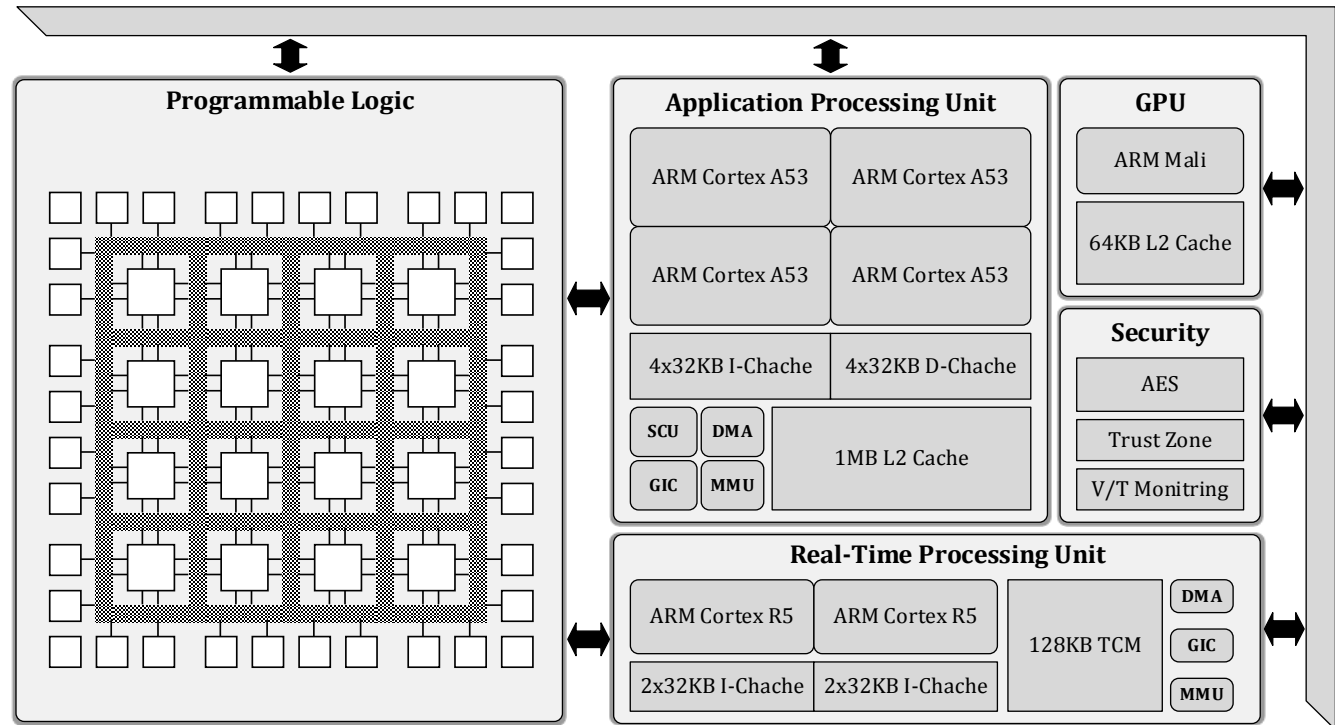 Programmable Logic
Application Processing Unit
ARM Cortex A53
ARM Cortex A53
ARM Cortex A53
ARM Cortex A53
4x32KB I-Chache
4x32KB D-Chache
SCU
DMA
GIC
MMU
1MB L2 Cache
GPU
ARM Mali
64KB L2 Cache
Security
AES
Trust Zone
V/T Monitring
Real-Time Processing Unit
ARM Cortex R5
ARM Cortex R5
2x32KB I-Chache
2x32KB I-Chache
128KB TCM
DMA
GIC
MMU